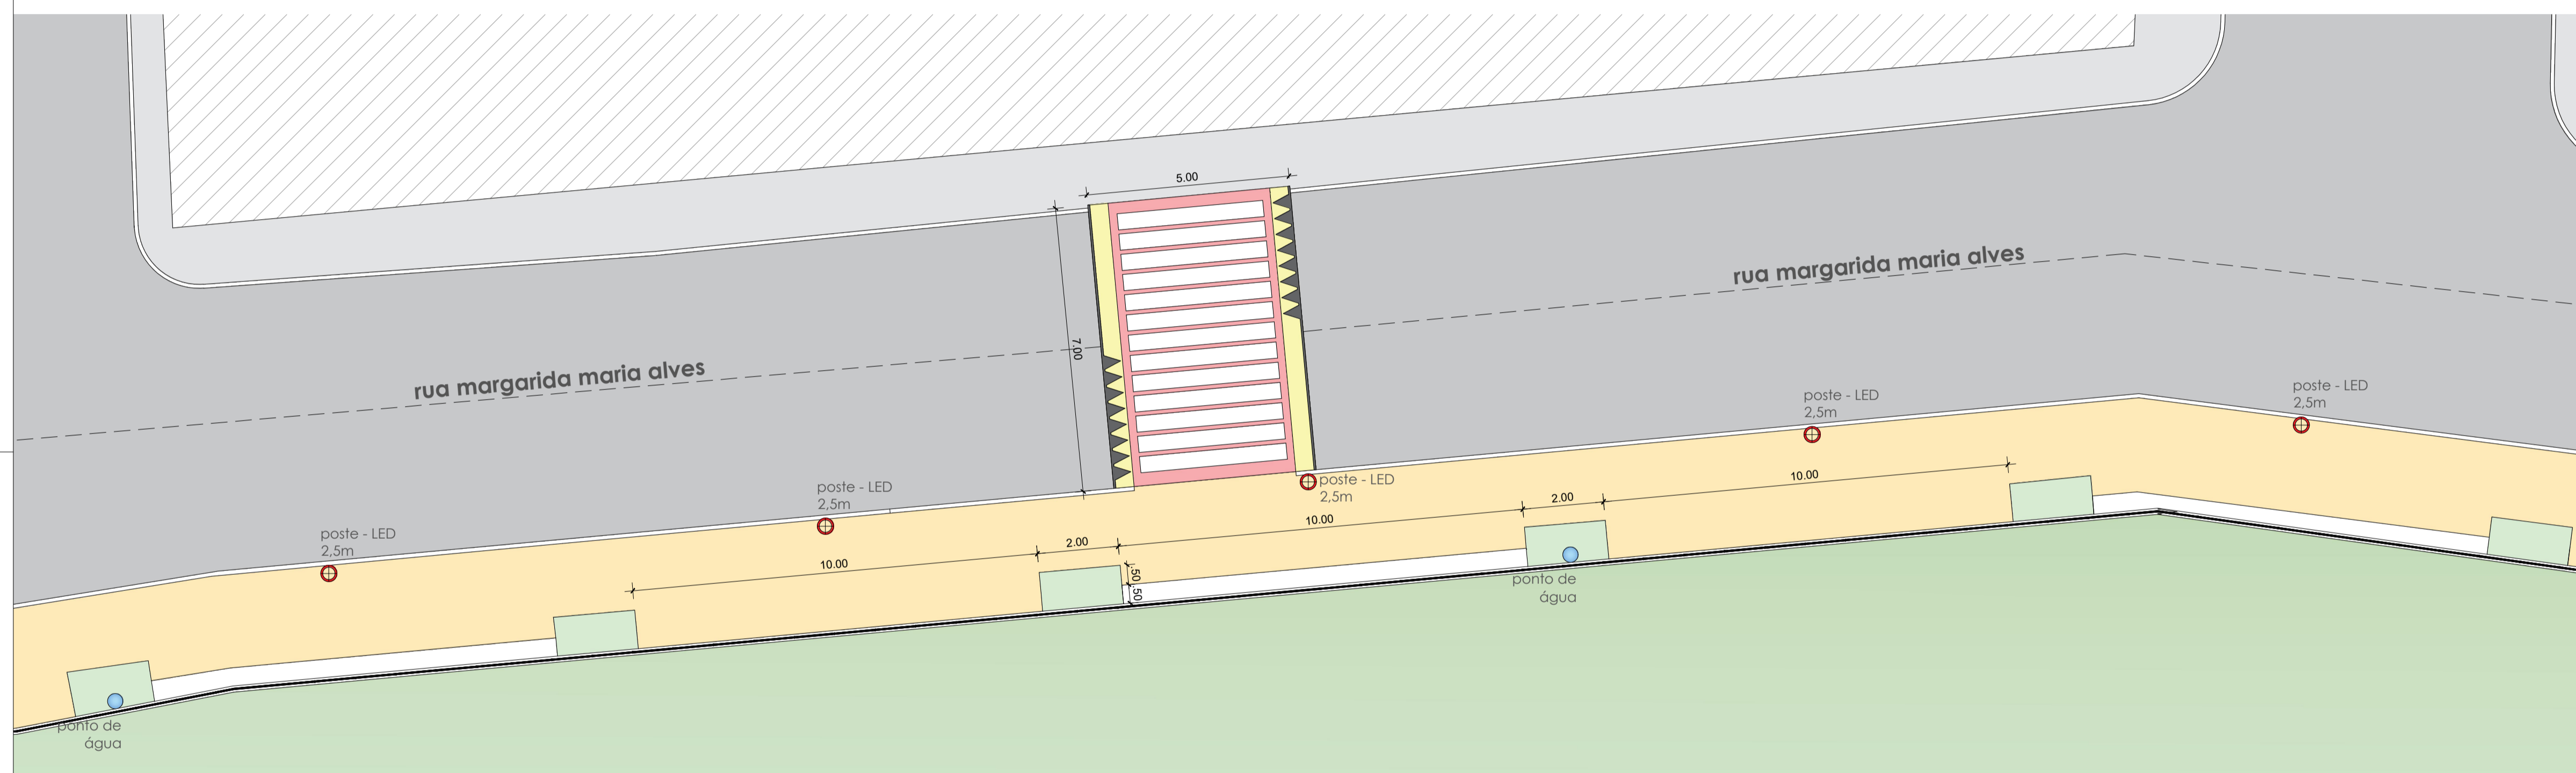 5.00
rua margarida maria alves
7.00
rua margarida maria alves
poste - LED
2,5m
poste - LED
2,5m
poste - LED
2,5m
poste - LED
2,5m
poste - LED
2,5m
10.00
2.00
10.00
2.00
10.00
.50
.50
ponto de
água
ponto de
água